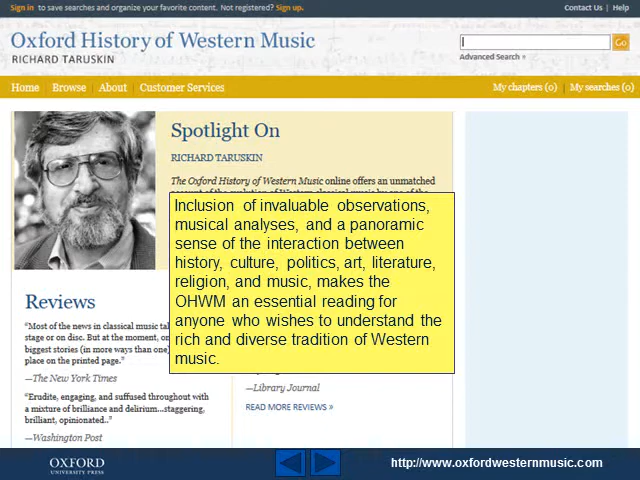 Sign in to save searches and organize your favorite content. Not registered? Sign up.
Contact Us | Help
Oxford History of Western Music
RICHARD TARUSKIN
Go
Advanced Search »
Home | Browse | About | Customer Services
My chapters (0) | My searches (0)
Spotlight On
RICHARD TARUSKIN
The Oxford History of Western Music online offers an unmatched
Inclusion of invaluable observations,
musical analyses, and a panoramic
sense of the interaction between
history, culture, politics, art, literature,
religion, and music, makes the
OHWM an essential reading for
anyone who wishes to understand the
rich and diverse tradition of Western
music.
Reviews
“Most of the news in classical music
stage or on disc. But at the moment,
biggest stories (in more ways than one)
place on the printed page.”
—The New York Times
“Erudite, engaging, and suffused throughout with
a mixture of brilliance and delirium...staggering,
brilliant, opinionated..”
—Washington Post
—Library Journal
READ MORE REVIEWS »
OXFORD
UNIVERSITY PRESS
http://www.oxfordwesternmusic.com